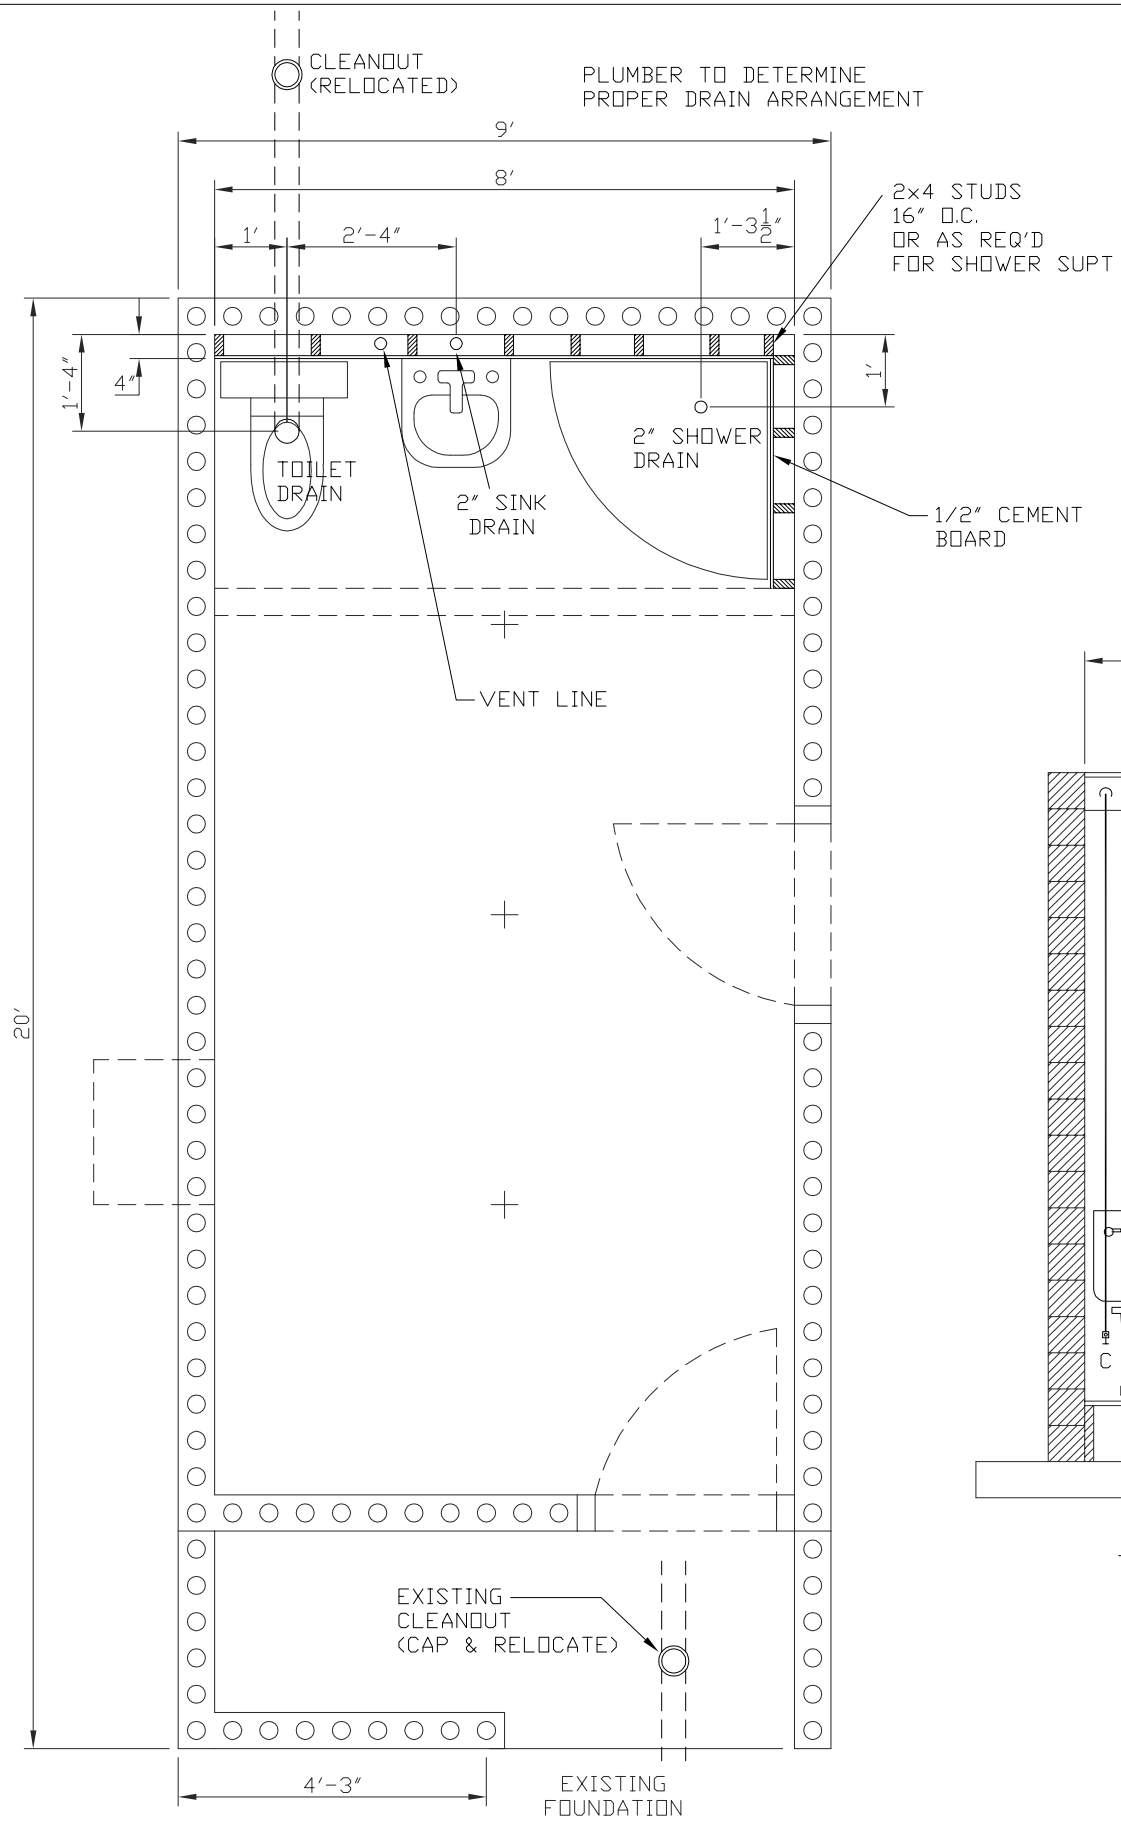 CLEANOUT
(RELOCATED)
PLUMBER TO DETERMINE
PROPER DRAIN ARRANGEMENT
9'
8'
1'
2'-4"
1'-3 1/2"
2x4 STUDS
16" O.C.
OR AS REQ'D
FOR SHOWER SUPT
1'-4"
4"
1'
2" SHOWER
DRAIN
TOILET
DRAIN
2" SINK
DRAIN
1/2" CEMENT
BOARD
VENT LINE
20'
C
EXISTING
CLEANOUT
(CAP & RELOCATE)
4'-3"
EXISTING
FOUNDATION